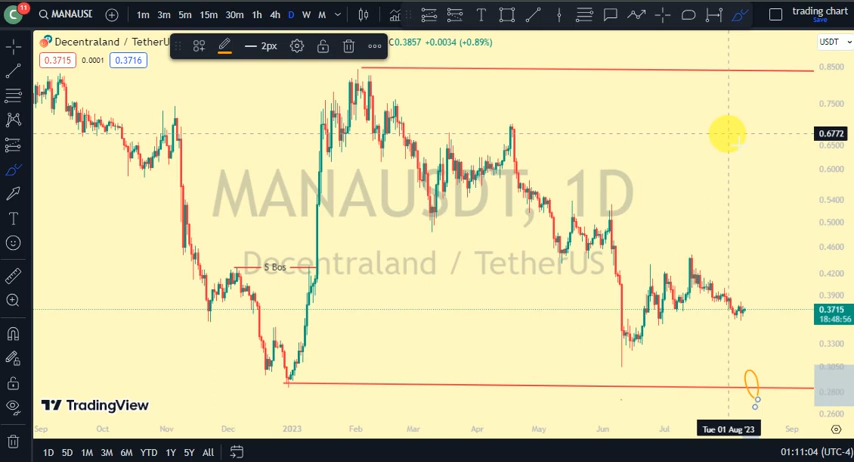 C
11
MANAUSDT
1m 3m 5m 15m 30m 1h 4h D W M
trading chart
Save
Decentraland / TetherUS
C0.3857 +0.0034 (+0.89%)
USDT
2px
0.3715 0.0001 0.3716
0.8500
0.7500
0.6772
0.6500
0.6000
0.5400
0.5000
0.4600
0.4200
0.3900
0.3715
18:48:56
0.3300
0.3050
0.2800
0.2600
MANAUSDT, 1D
Decentraland / TetherUS
S Bos
TradingView
Sep Oct Nov Dec 2023 Feb Mar Apr May Jun Jul Tue 01 Aug '23 Sep
1D 5D 1M 3M 6M YTD 1Y 5Y All
01:11:04 (UTC-4)